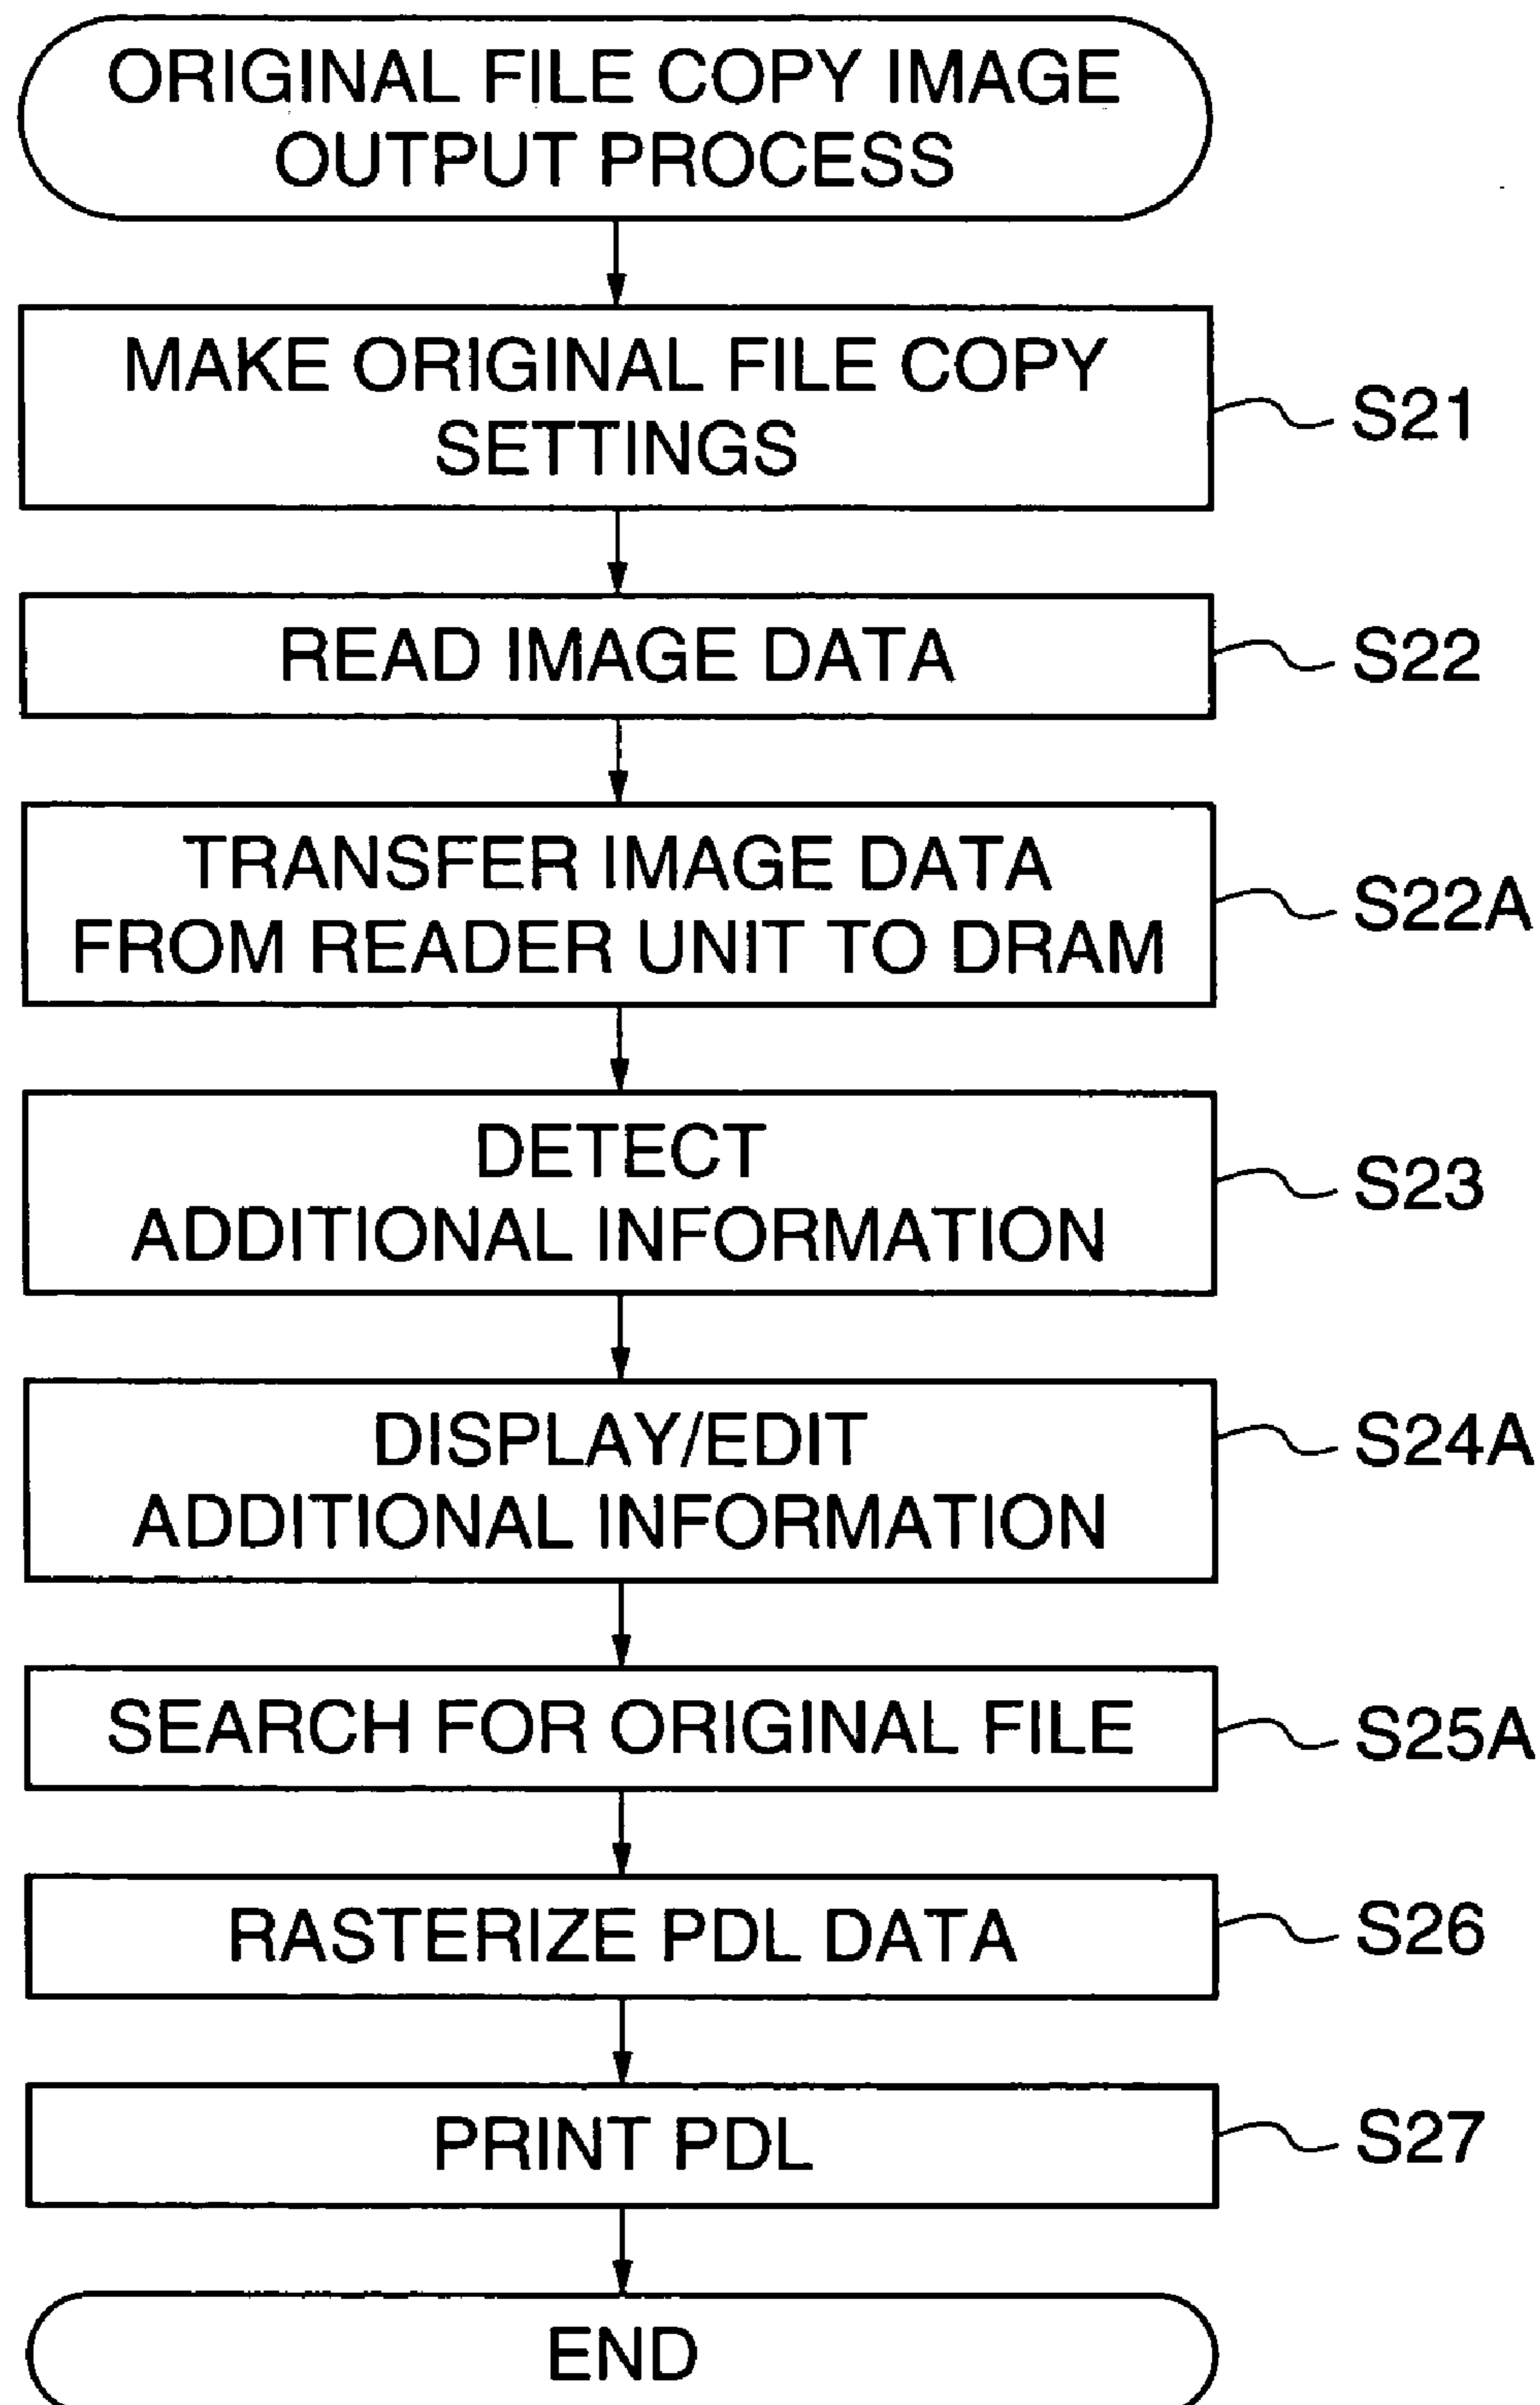 ORIGINAL FILE COPY IMAGE
OUTPUT PROCESS
MAKE ORIGINAL FILE COPY
SETTINGS
S21
READ IMAGE DATA
S22
TRANSFER IMAGE DATA
FROM READER UNIT TO DRAM
S22A
DETECT
ADDITIONAL INFORMATION
S23
DISPLAY/EDIT
ADDITIONAL INFORMATION
S24A
SEARCH FOR ORIGINAL FILE
S25A
RASTERIZE PDL DATA
S26
PRINT PDL
S27
END